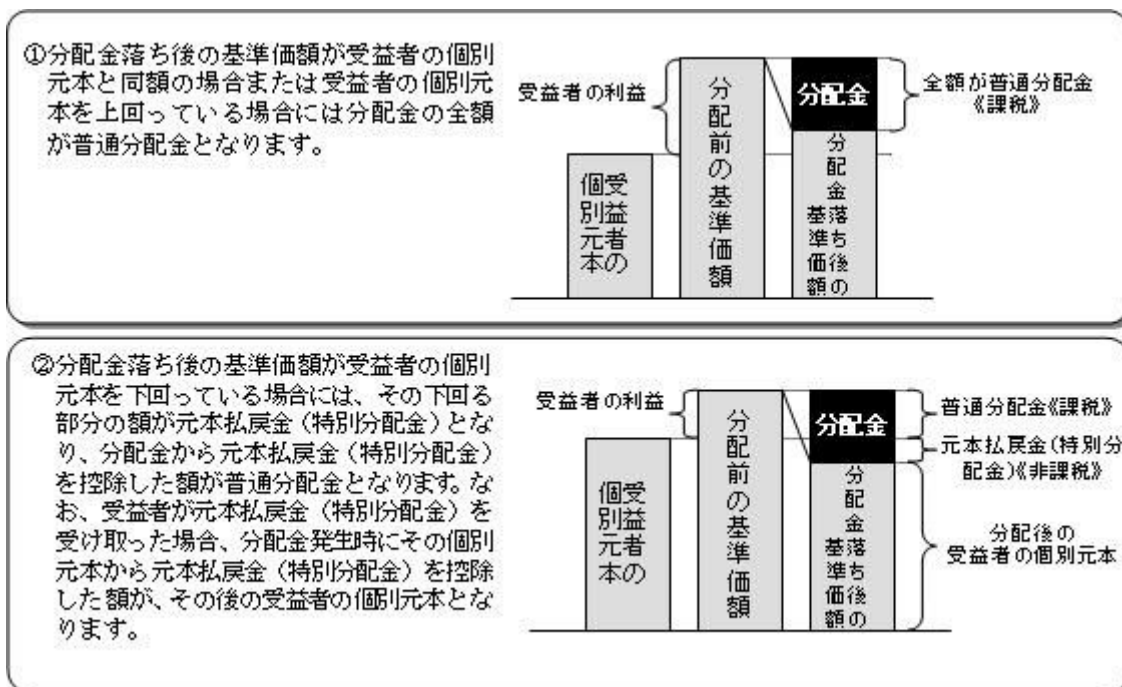 ①分配金落ち後の基準価額が受益者の個別
元本と同額の場合または受益者の個別元
本を上回っている場合には分配金の全額
が普通分配金となります。
受益者の利益
受益者の
個別元本
分配前の基準価額
分配金
分配金落ち後の
基準価額
全額が普通分配金
《課税》
②分配金落ち後の基準価額が受益者の個別
元本を下回っている場合には、その下回る
部分の額が元本払戻金(特別分配金)とな
り、分配金から元本払戻金(特別分配金)
を控除した額が普通分配金となります。な
お、受益者が元本払戻金(特別分配金)を
受け取った場合、分配金発生時にその個別
元本から元本払戻金(特別分配金)を控除
した額が、その後の受益者の個別元本とな
ります。
受益者の利益
受益者の
個別元本
分配前の基準価額
分配金
分配金落ち後の
基準価額
普通分配金《課税》
元本払戻金(特別分
配金)《非課税》
分配後の
受益者の個別元本